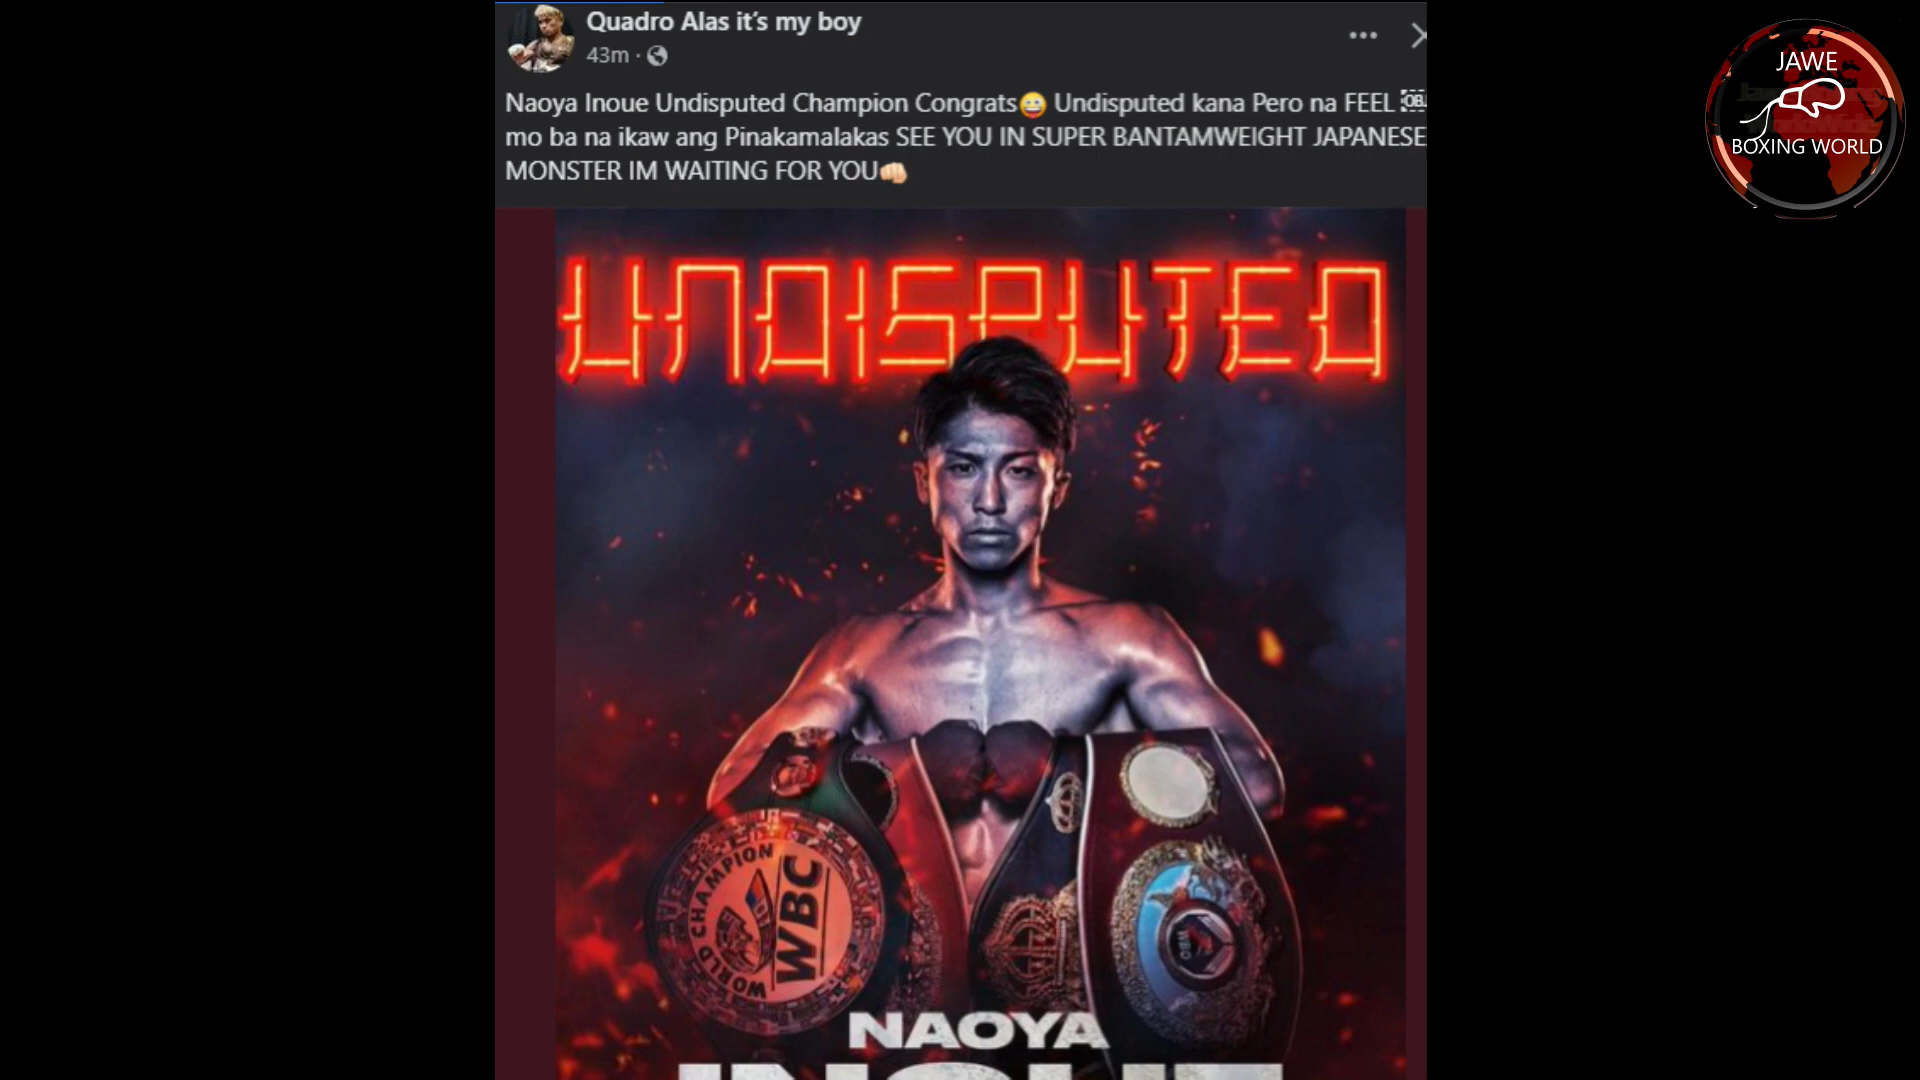 Quadro Alas it's my boy
43m ·
Naoya Inoue Undisputed Champion Congrats😀 Undisputed kana Pero na FEEL
mo ba na ikaw ang Pinakamalakas SEE YOU IN SUPER BANTAMWEIGHT JAPANESE
MONSTER IM WAITING FOR YOU👊🏻
JAWE
BOXING WORLD
UNDISPUTED
WORLD CHAMPION
WBC
WBO
NAOYA
INOUE